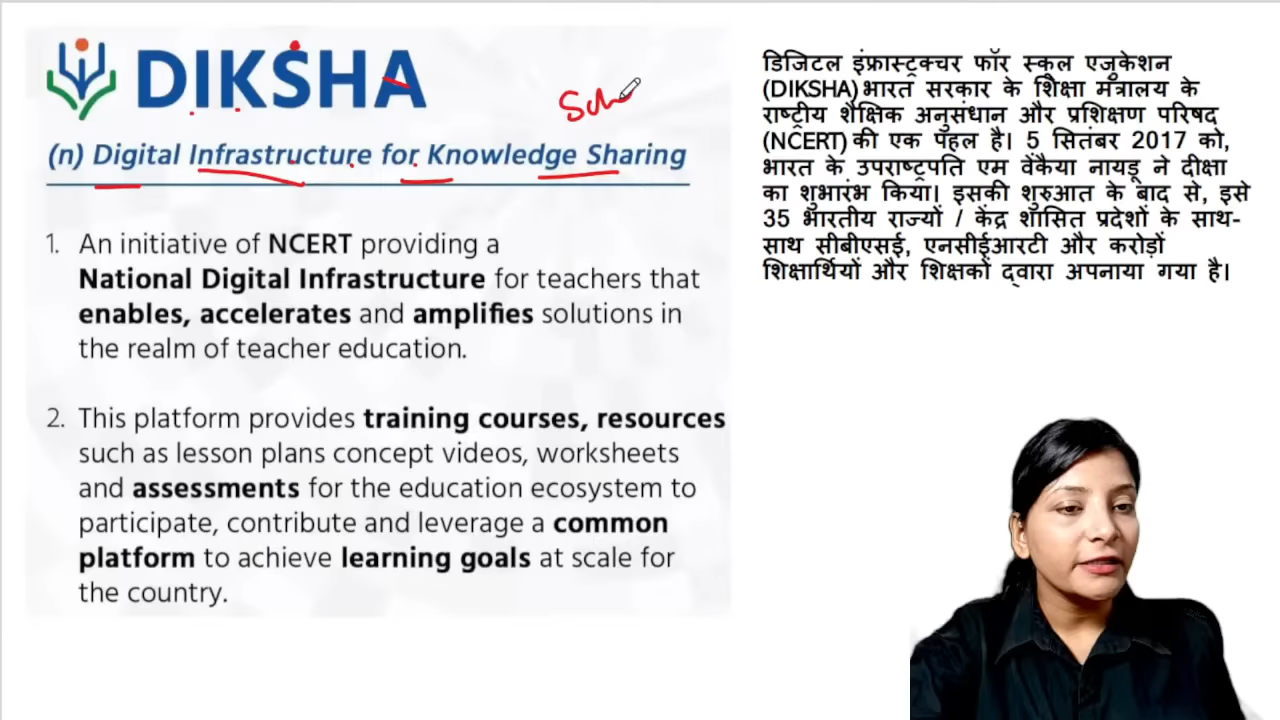 DIKSHA
(n) Digital Infrastructure for Knowledge Sharing
1. An initiative of NCERT providing a
National Digital Infrastructure for teachers that
enables, accelerates and amplifies solutions in
the realm of teacher education.
2. This platform provides training courses, resources
such as lesson plans concept videos, worksheets
and assessments for the education ecosystem to
participate, contribute and leverage a common
platform to achieve learning goals at scale for
the country.
Sch
डिजिटल इंफ्रास्ट्रक्चर फॉर स्कूल एजुकेशन
(DIKSHA) भारत सरकार के शिक्षा मंत्रालय के
राष्ट्रीय शैक्षिक अनुसंधान और प्रशिक्षण परिषद
(NCERT) की एक पहल है। 5 सितंबर 2017 को,
भारत के उपराष्ट्रपति एम वेंकैया नायडू ने दीक्षा
का शुभारंभ किया। इसकी शुरुआत के बाद से, इसे
35 भारतीय राज्यों / केंद्र शासित प्रदेशों के साथ-
साथ सीबीएसई, एनसीईआरटी और करोड़ों
शिक्षार्थियों और शिक्षकों द्वारा अपनाया गया है।